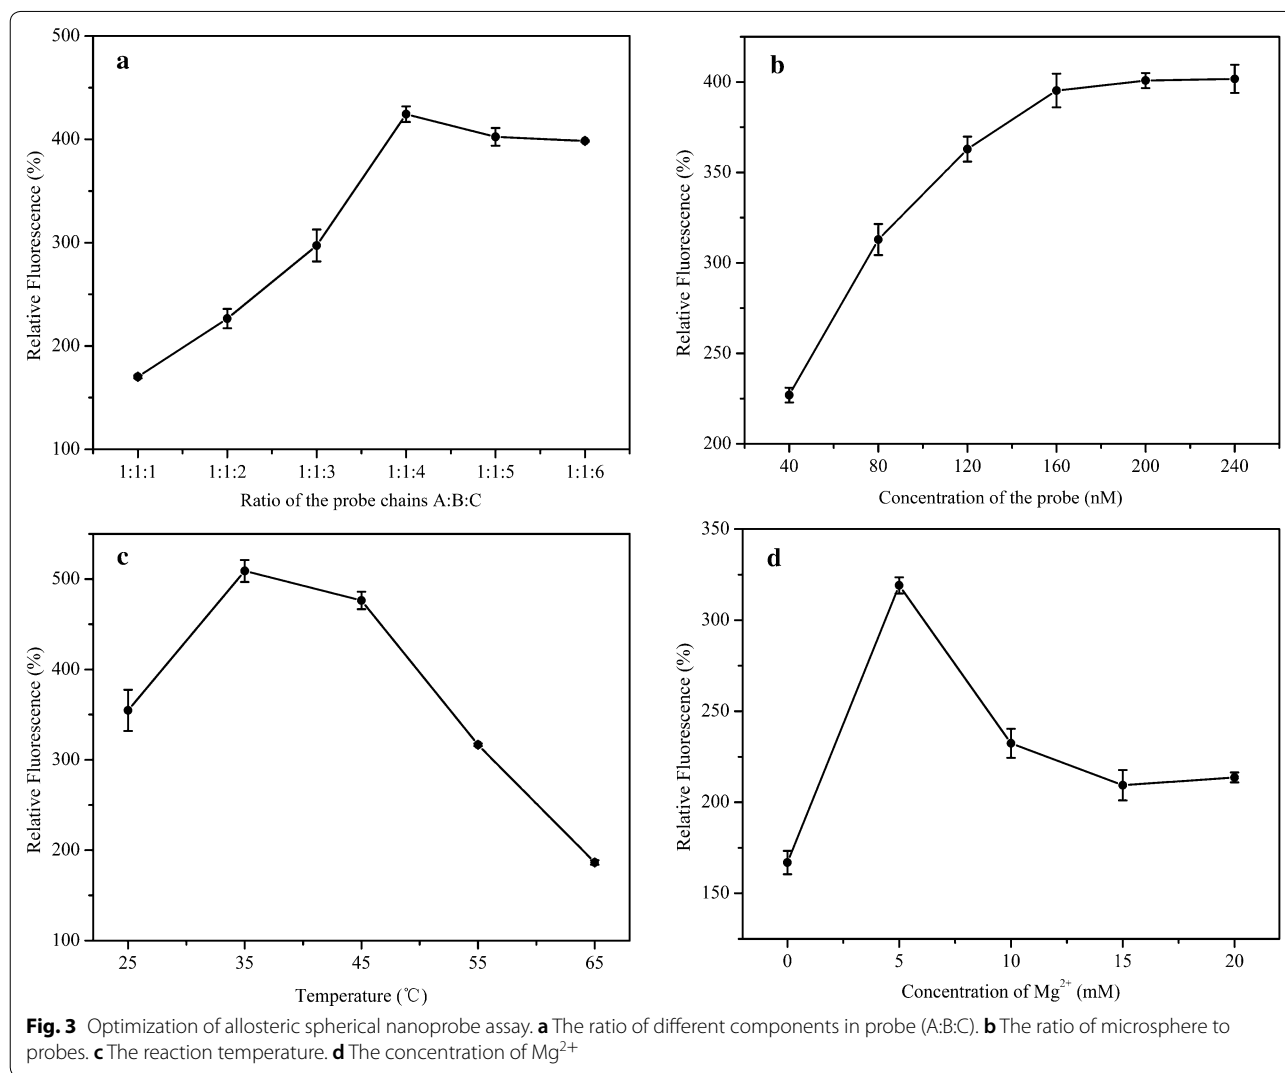 a
500
400
300
200
100
Relative Fluorescence (%)
1:1:1 1:1:2 1:1:3 1:1:4 1:1:5 1:1:6
Ratio of the probe chains A:B:C
b
400
350
300
250
200
Relative Fluorescence (%)
40 80 120 160 200 240
Concentration of the probe (nM)
c
500
400
300
200
100
Relative Fluorescence (%)
25 35 45 55 65
Temperature (℃)
d
350
300
250
200
150
Relative Fluorescence (%)
0 5 10 15 20
Concentration of Mg²⁺ (mM)
Fig. 3 Optimization of allosteric spherical nanoprobe assay. a The ratio of different components in probe (A:B:C). b The ratio of microsphere to
probes. c The reaction temperature. d The concentration of Mg²⁺